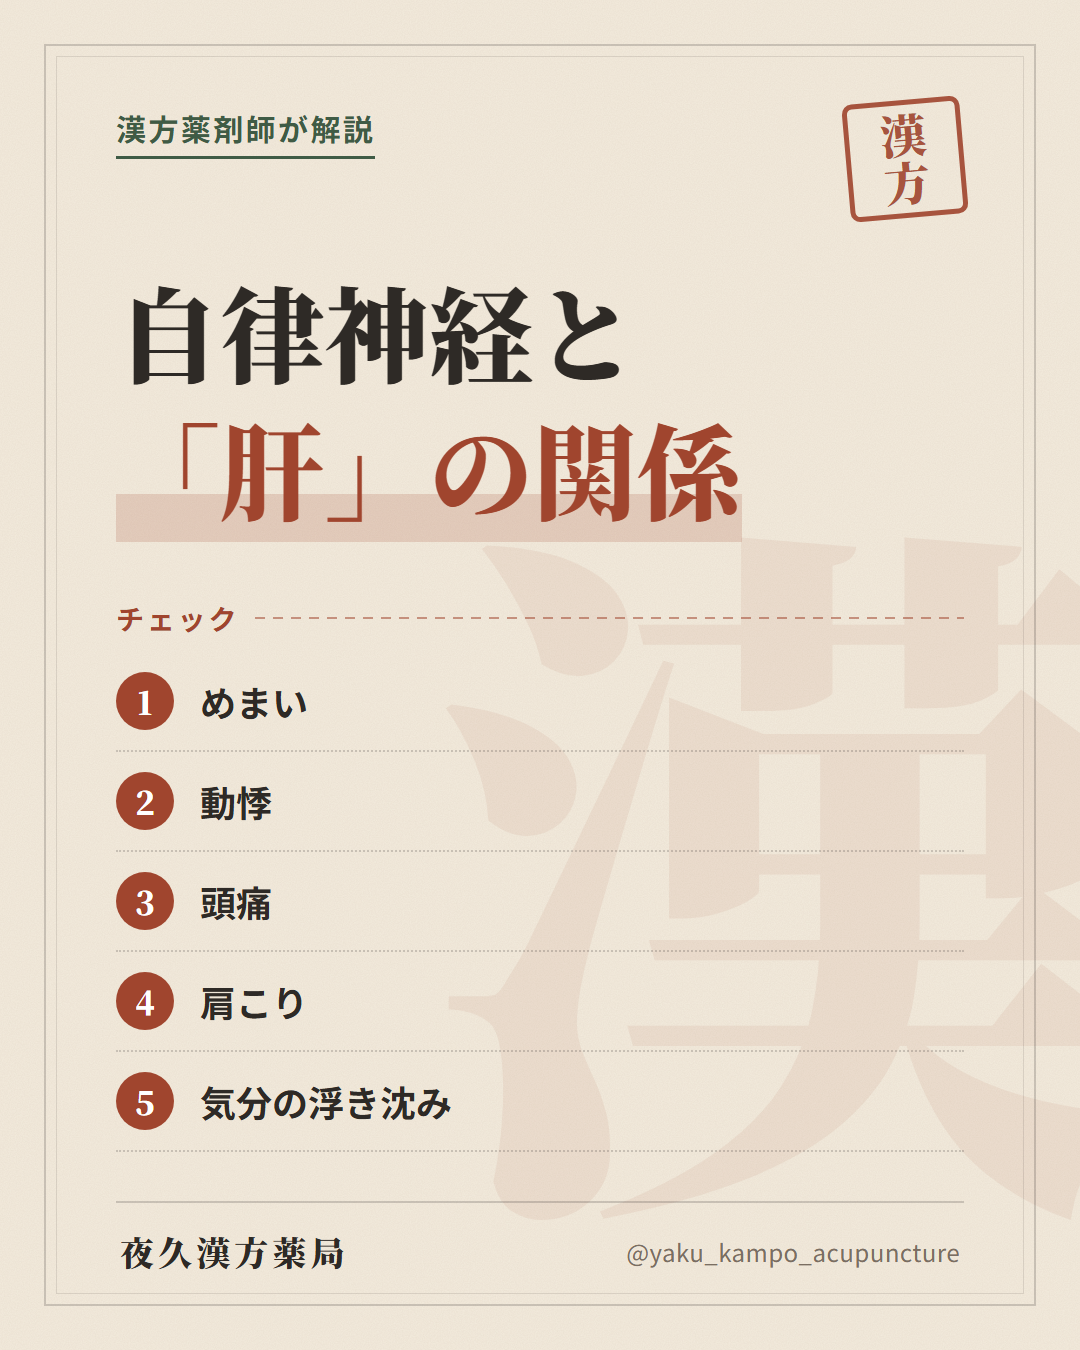 漢方薬剤師が解説
漢方
自律神経と
「肝」の関係
チェック
1 めまい
2 動悸
3 頭痛
4 肩こり
5 気分の浮き沈み
夜久漢方薬局
@yaku_kampo_acupuncture
漢